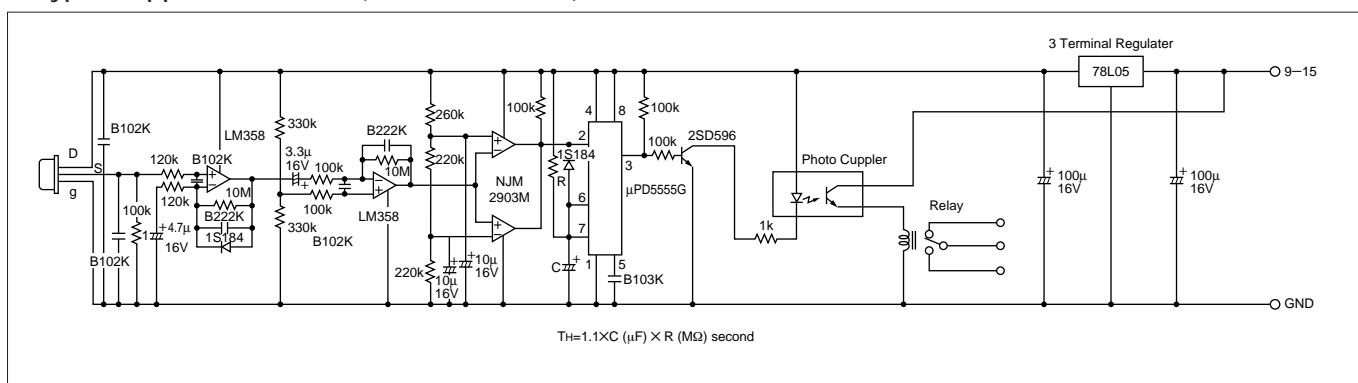 3 Terminal Regulater
78L05
9–15
D
S
g
B102K
B102K
100k
1
120k
120k
B102K
+4.7μ
16V
LM358
10M
B222K
1S184
330k
330k
3.3μ
16V
+
100k
100k
B102K
B222K
10M
LM358
260k
220k
220k
10μ
16V
10μ
16V
NJM
2903M
100k
1S184
R
C
4
8
2
3
6
7
1
5
μPD5555G
B103K
100k
100k
2SD596
1k
Photo Cuppler
Relay
100μ
16V
100μ
16V
GND
TH=1.1×C (μF) × R (MΩ) second